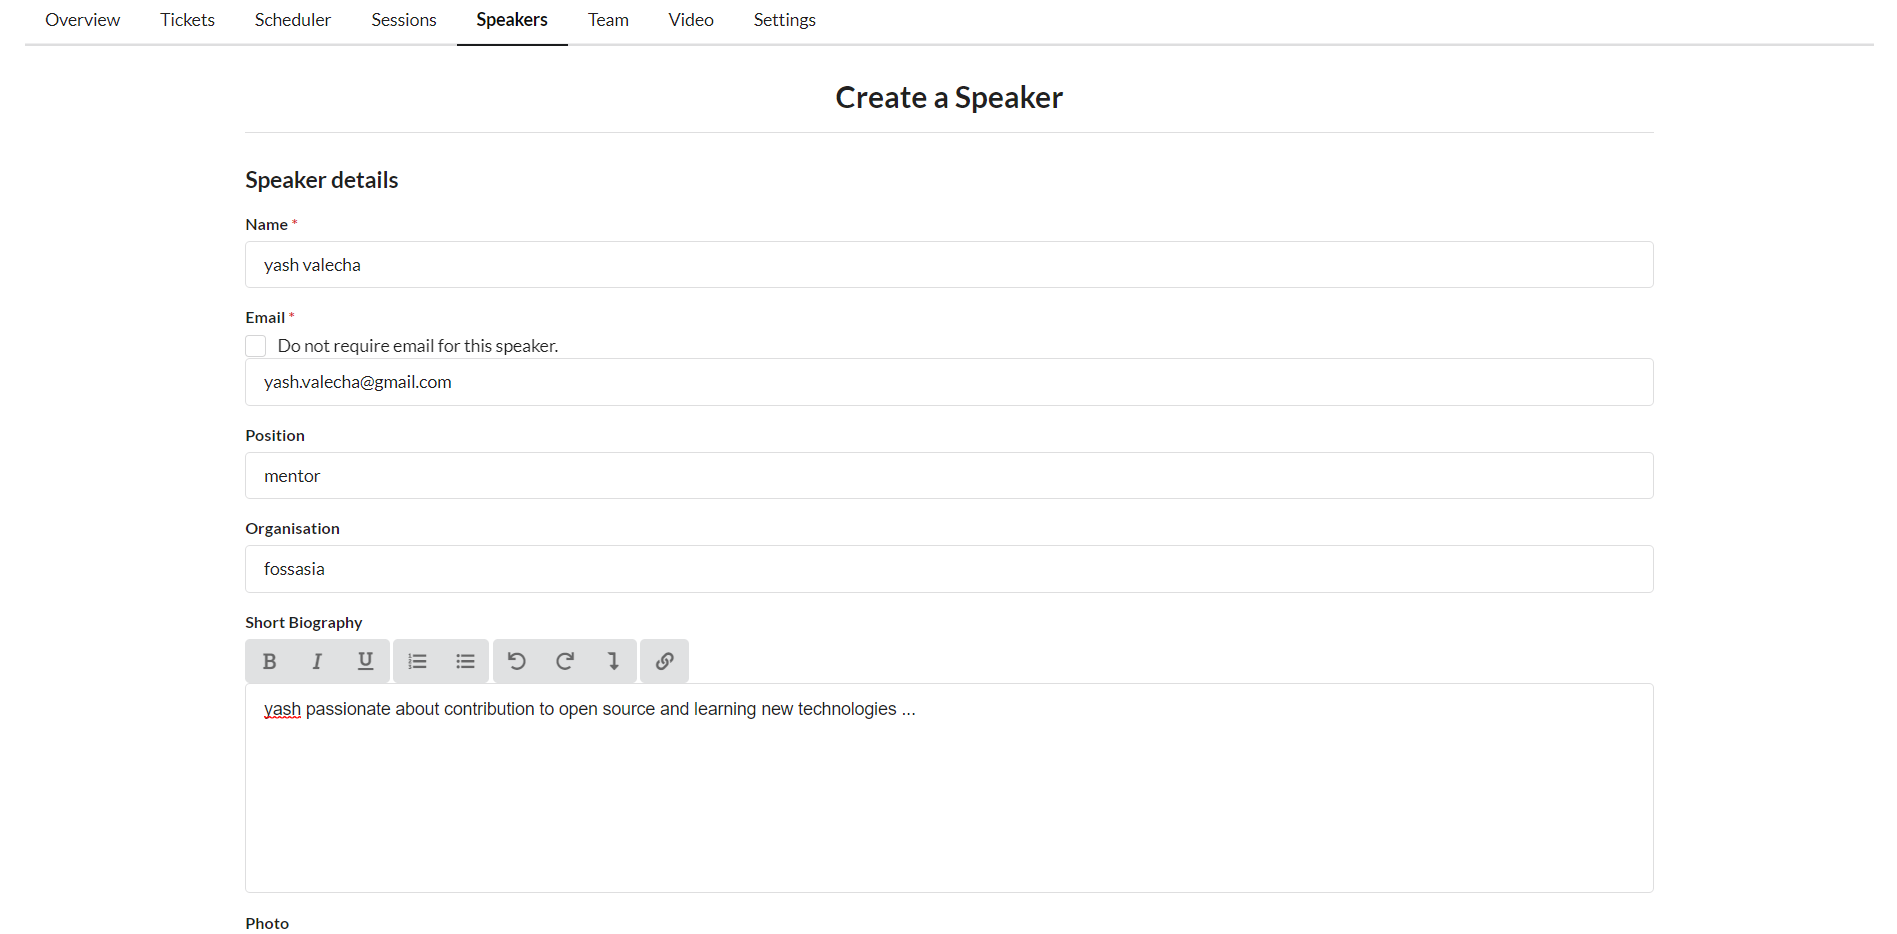 Overview Tickets Scheduler Sessions Speakers Team Video Settings
Create a Speaker
Speaker details
Name *
yash valecha
Email *
Do not require email for this speaker.
yash.valecha@gmail.com
Position
mentor
Organisation
fossasia
Short Biography
B I U
yash passionate about contribution to open source and learning new technologies ...
Photo